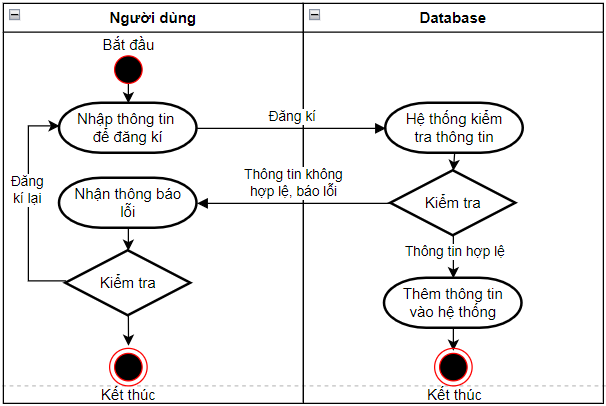 Người dùng
Database
Bắt đầu
Nhập thông tin
để đăng kí
Đăng kí
Hệ thống kiểm
tra thông tin
Đăng
kí lại
Nhận thông báo
lỗi
Thông tin không
hợp lệ, báo lỗi
Kiểm tra
Thông tin hợp lệ
Kiểm tra
Thêm thông tin
vào hệ thống
Kết thúc
Kết thúc